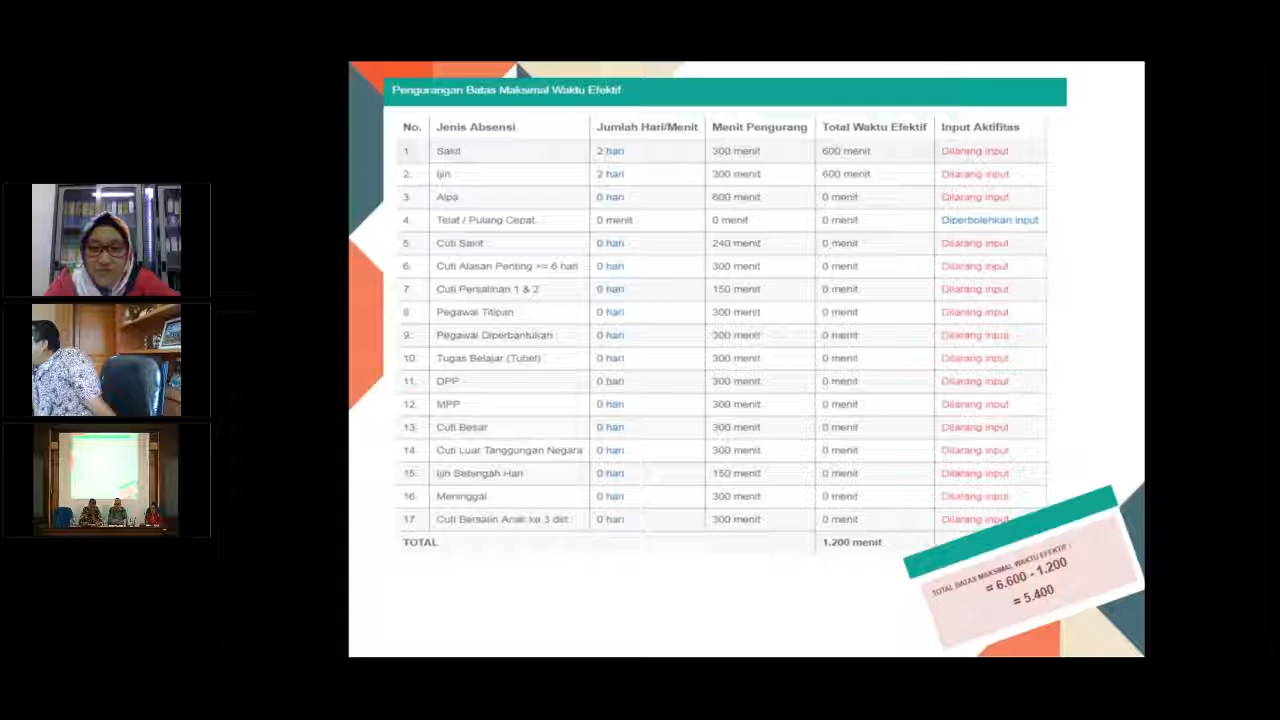 Pengurangan Batas Maksimal Waktu Efektif
No. Jenis Absensi Jumlah Hari/Menit Menit Pengurang Total Waktu Efektif Input Aktifitas
1. Sakit 2 hari 300 menit 600 menit Dilarang input
2. Ijin 2 hari 300 menit 600 menit Dilarang input
3. Alpa 0 hari 600 menit 0 menit Dilarang input
4. Telat / Pulang Cepat 0 menit 0 menit 0 menit Diperbolehkan input
5. Cuti Sakit 0 hari 240 menit 0 menit Dilarang input
6. Cuti Alasan Penting >= 6 hari 0 hari 300 menit 0 menit Dilarang input
7. Cuti Persalinan 1 & 2 0 hari 150 menit 0 menit Dilarang input
8. Pegawai Titipan 0 hari 300 menit 0 menit Dilarang input
9. Pegawai Diperbantukan 0 hari 300 menit 0 menit Dilarang input
10. Tugas Belajar (Tubel) 0 hari 300 menit 0 menit Dilarang input
11. DPP 0 hari 300 menit 0 menit Dilarang input
12. MPP 0 hari 300 menit 0 menit Dilarang input
13. Cuti Besar 0 hari 300 menit 0 menit Dilarang input
14. Cuti Luar Tanggungan Negara 0 hari 300 menit 0 menit Dilarang input
15. Ijin Setengah Hari 0 hari 150 menit 0 menit Dilarang input
16. Meninggal 0 hari 300 menit 0 menit Dilarang input
17. Cuti Bersalin Anak ke 3 dst. 0 hari 300 menit 0 menit Dilarang input
TOTAL 1.200 menit
TOTAL BATAS MAKSIMAL WAKTU EFEKTIF :
= 6.600 - 1.200
= 5.400